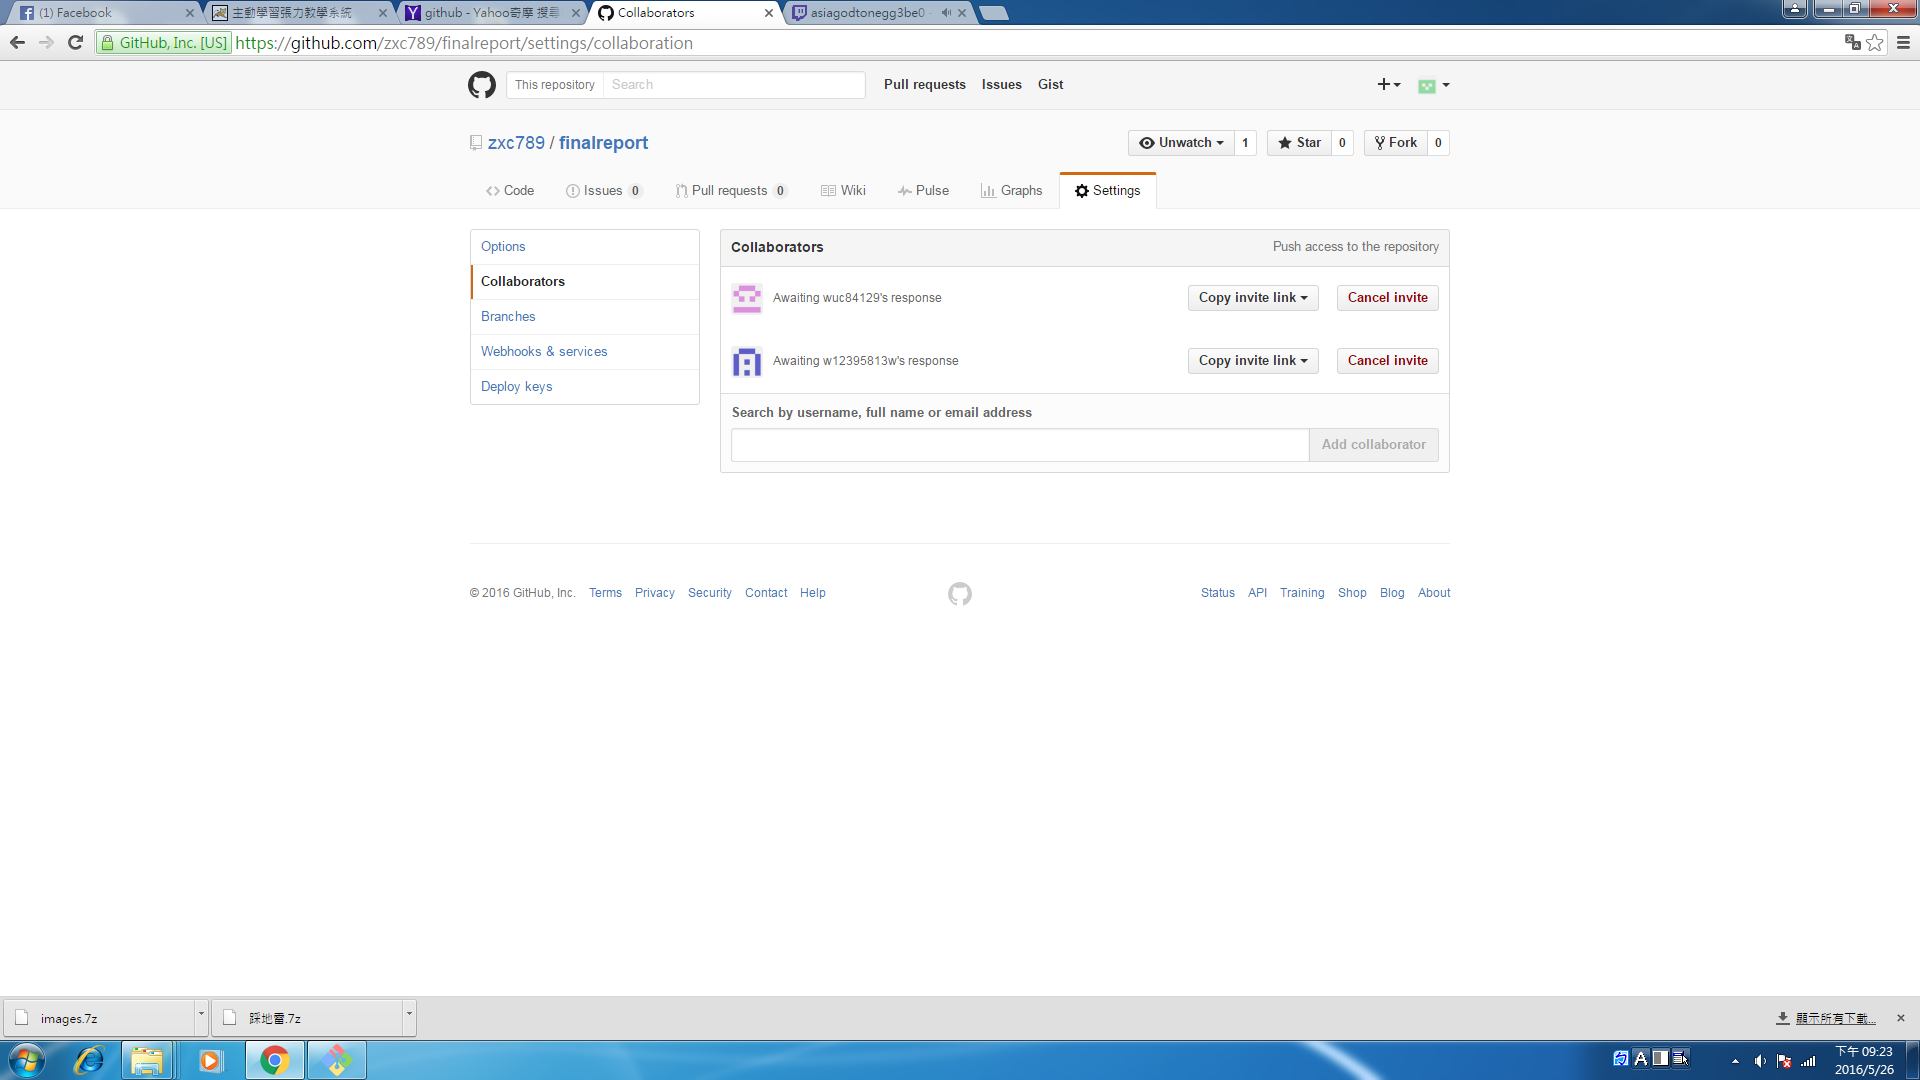 (1) Facebook
主動學習張力教學系統
github - Yahoo奇摩 搜尋
Collaborators
asiagodtonegg3be0 -
GitHub, Inc. [US]
https://github.com/zxc789/finalreport/settings/collaboration
This repository
Search
Pull requests
Issues
Gist
zxc789 / finalreport
Unwatch 1
Star 0
Fork 0
Code
Issues 0
Pull requests 0
Wiki
Pulse
Graphs
Settings
Options
Collaborators
Branches
Webhooks & services
Deploy keys
Collaborators
Push access to the repository
Awaiting wuc84129's response
Copy invite link
Cancel invite
Awaiting w12395813w's response
Copy invite link
Cancel invite
Search by username, full name or email address
Add collaborator
© 2016 GitHub, Inc. Terms Privacy Security Contact Help
Status API Training Shop Blog About
images.7z
踩地雷.7z
顯示所有下載...
A
下午 09:23
2016/5/26